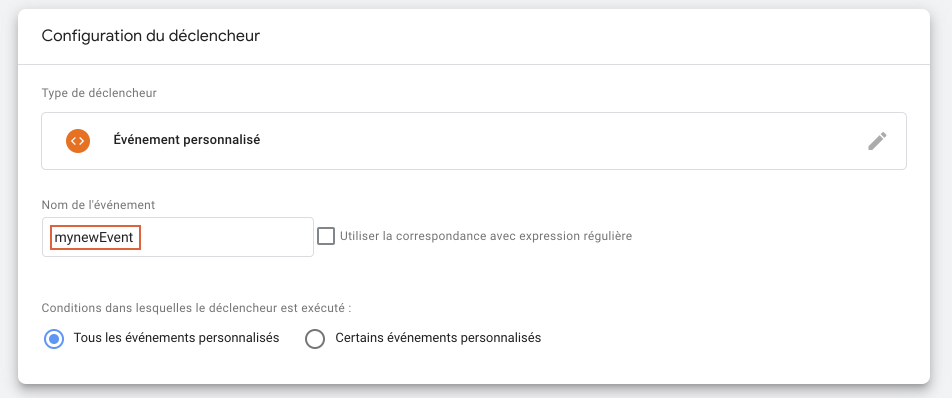 Configuration du déclencheur
Type de déclencheur
Événement personnalisé
Nom de l'événement
mynewEvent
Utiliser la correspondance avec expression régulière
Conditions dans lesquelles le déclencheur est exécuté :
Tous les événements personnalisés
Certains événements personnalisés